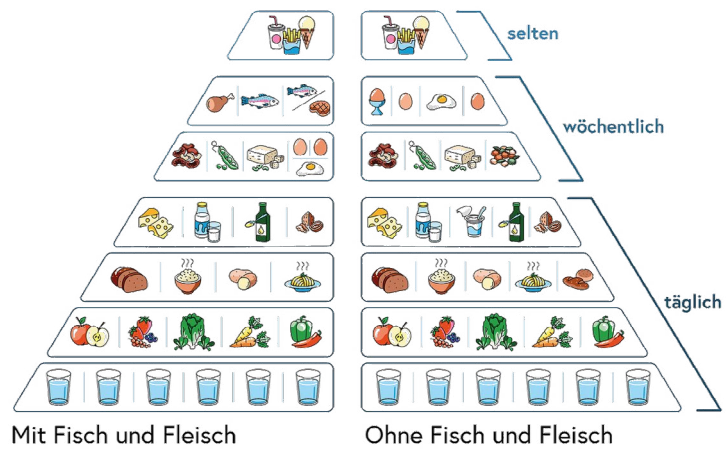 selten
wöchentlich
täglich
Mit Fisch und Fleisch
Ohne Fisch und Fleisch